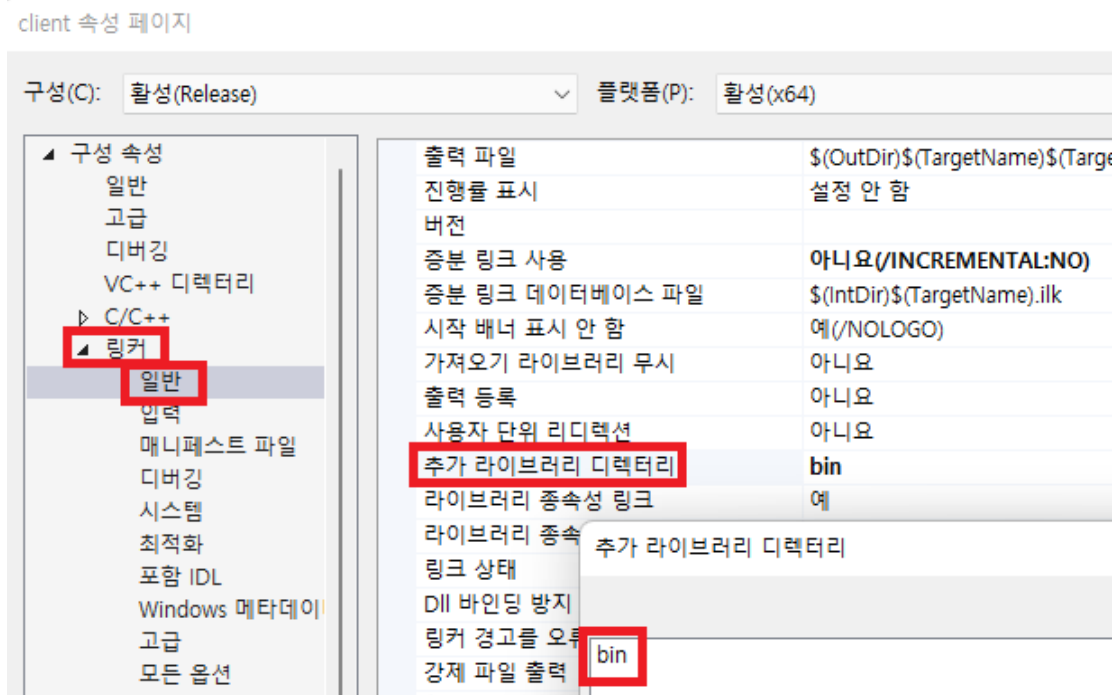 client 속성 페이지
구성(C): 활성(Release) 플랫폼(P): 활성(x64)
구성 속성
일반
고급
디버깅
VC++ 디렉터리
C/C++
링커
일반
입력
매니페스트 파일
디버깅
시스템
최적화
포함 IDL
Windows 메타데이
고급
모든 옵션
출력 파일 $(OutDir)$(TargetName)$(Targe
진행률 표시 설정 안 함
버전
증분 링크 사용 아니요(/INCREMENTAL:NO)
증분 링크 데이터베이스 파일 $(IntDir)$(TargetName).ilk
시작 배너 표시 안 함 예(/NOLOGO)
가져오기 라이브러리 무시 아니요
출력 등록 아니요
사용자 단위 리디렉션 아니요
추가 라이브러리 디렉터리 bin
라이브러리 종속성 링크 예
라이브러리 종속
링크 상태
Dll 바인딩 방지
링커 경고를 오류
강제 파일 출력
추가 라이브러리 디렉터리
bin